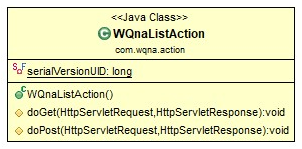 <<Java Class>>
WQnaListAction
com.wqna.action
serialVersionUID: long
WQnaListAction()
doGet(HttpServletRequest,HttpServletResponse):void
doPost(HttpServletRequest,HttpServletResponse):void